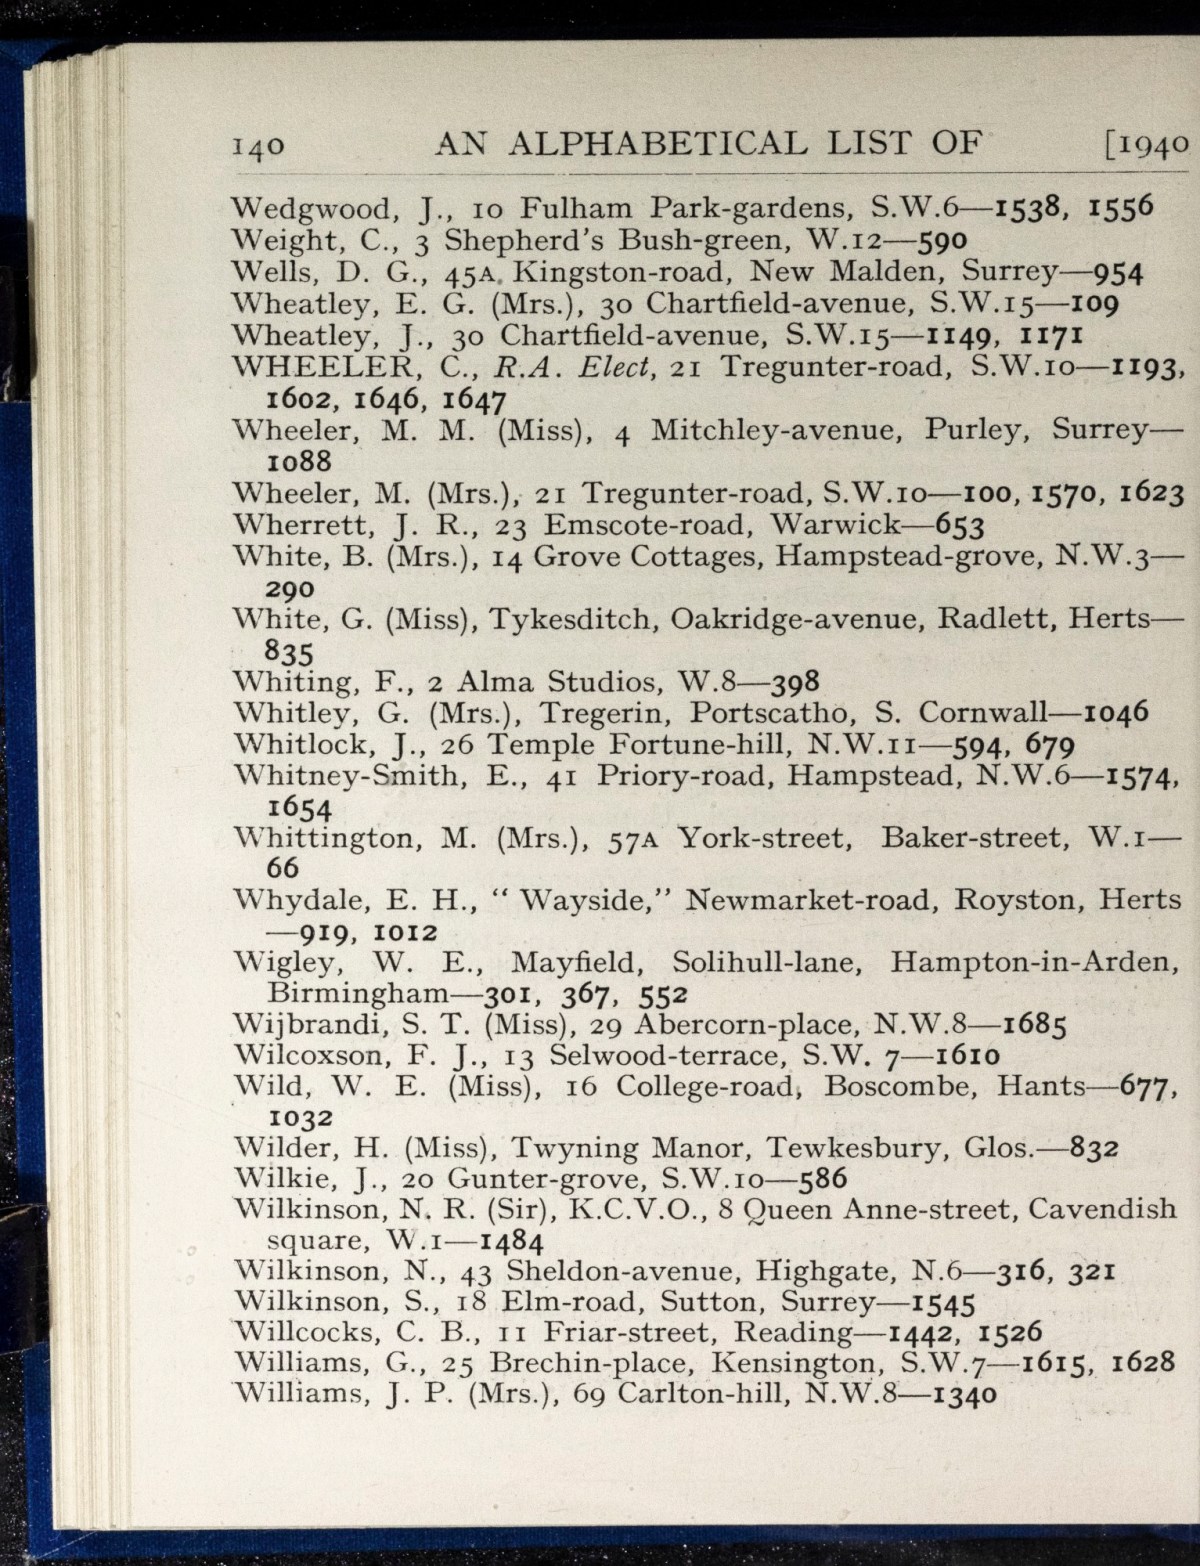 140 AN ALPHABETICAL LIST OF [1940
Wedgwood, J., 10 Fulham Park-gardens, S.W.6—1538, 1556
Weight, C., 3 Shepherd's Bush-green, W.12—590
Wells, D. G., 45A, Kingston-road, New Malden, Surrey—954
Wheatley, E. G. (Mrs.), 30 Chartfield-avenue, S.W.15—109
Wheatley, J., 30 Chartfield-avenue, S.W.15—1149, 1171
WHEELER, C., R.A. Elect, 21 Tregunter-road, S.W.10—1193,
1602, 1646, 1647
Wheeler, M. M. (Miss), 4 Mitchley-avenue, Purley, Surrey—
1088
Wheeler, M. (Mrs.), 21 Tregunter-road, S.W.10—100, 1570, 1623
Wherrett, J. R., 23 Emscote-road, Warwick—653
White, B. (Mrs.), 14 Grove Cottages, Hampstead-grove, N.W.3—
290
White, G. (Miss), Tykesditch, Oakridge-avenue, Radlett, Herts—
835
Whiting, F., 2 Alma Studios, W.8—398
Whitley, G. (Mrs.), Tregerin, Portscatho, S. Cornwall—1046
Whitlock, J., 26 Temple Fortune-hill, N.W.11—594, 679
Whitney-Smith, E., 41 Priory-road, Hampstead, N.W.6—1574,
1654
Whittington, M. (Mrs.), 57A York-street, Baker-street, W.1—
66
Whydale, E. H., “ Wayside,” Newmarket-road, Royston, Herts
—919, 1012
Wigley, W. E., Mayfield, Solihull-lane, Hampton-in-Arden,
Birmingham—301, 367, 552
Wijbrandi, S. T. (Miss), 29 Abercorn-place, N.W.8—1685
Wilcoxson, F. J., 13 Selwood-terrace, S.W. 7—1610
Wild, W. E. (Miss), 16 College-road, Boscombe, Hants—677,
1032
Wilder, H. (Miss), Twyning Manor, Tewkesbury, Glos.—832
Wilkie, J., 20 Gunter-grove, S.W.10—586
Wilkinson, N. R. (Sir), K.C.V.O., 8 Queen Anne-street, Cavendish
square, W.1—1484
Wilkinson, N., 43 Sheldon-avenue, Highgate, N.6—316, 321
Wilkinson, S., 18 Elm-road, Sutton, Surrey—1545
Willcocks, C. B., 11 Friar-street, Reading—1442, 1526
Williams, G., 25 Brechin-place, Kensington, S.W.7—1615, 1628
Williams, J. P. (Mrs.), 69 Carlton-hill, N.W.8—1340